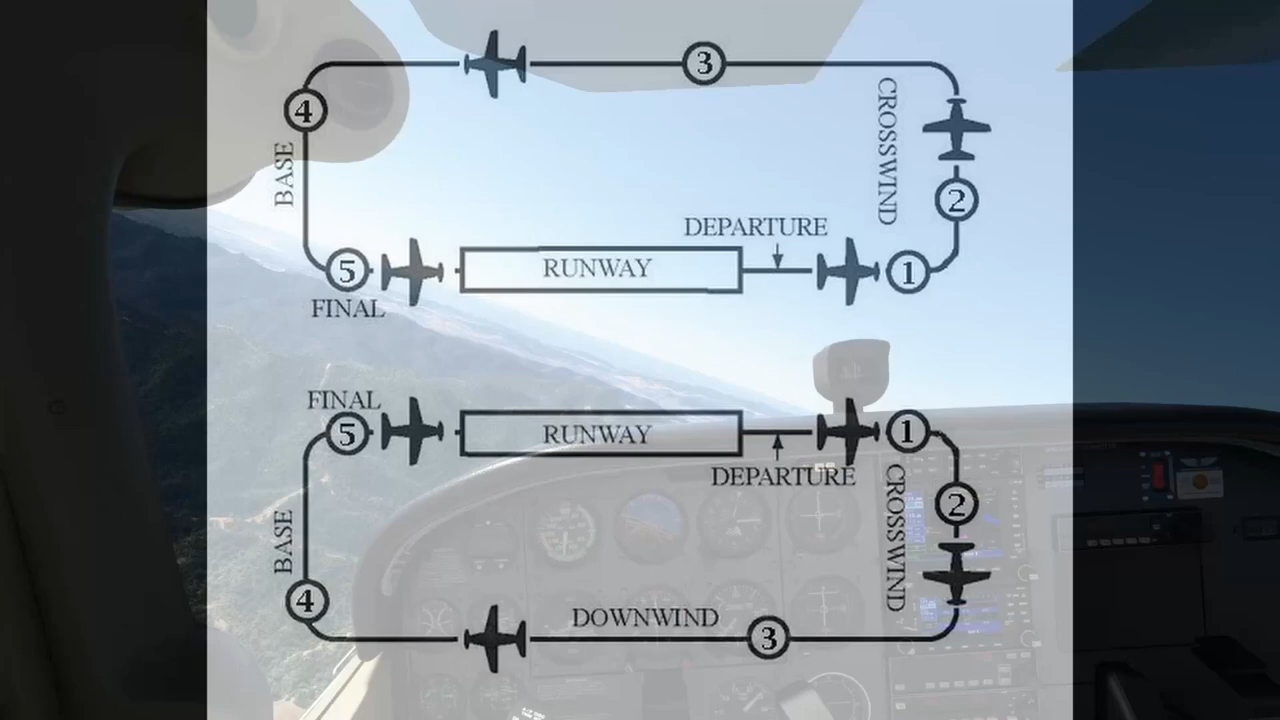 3
4
CROSSWIND
BASE
2
DEPARTURE
5
RUNWAY
1
FINAL
FINAL
5
RUNWAY
1
DEPARTURE
CROSSWIND
2
BASE
4
DOWNWIND
3